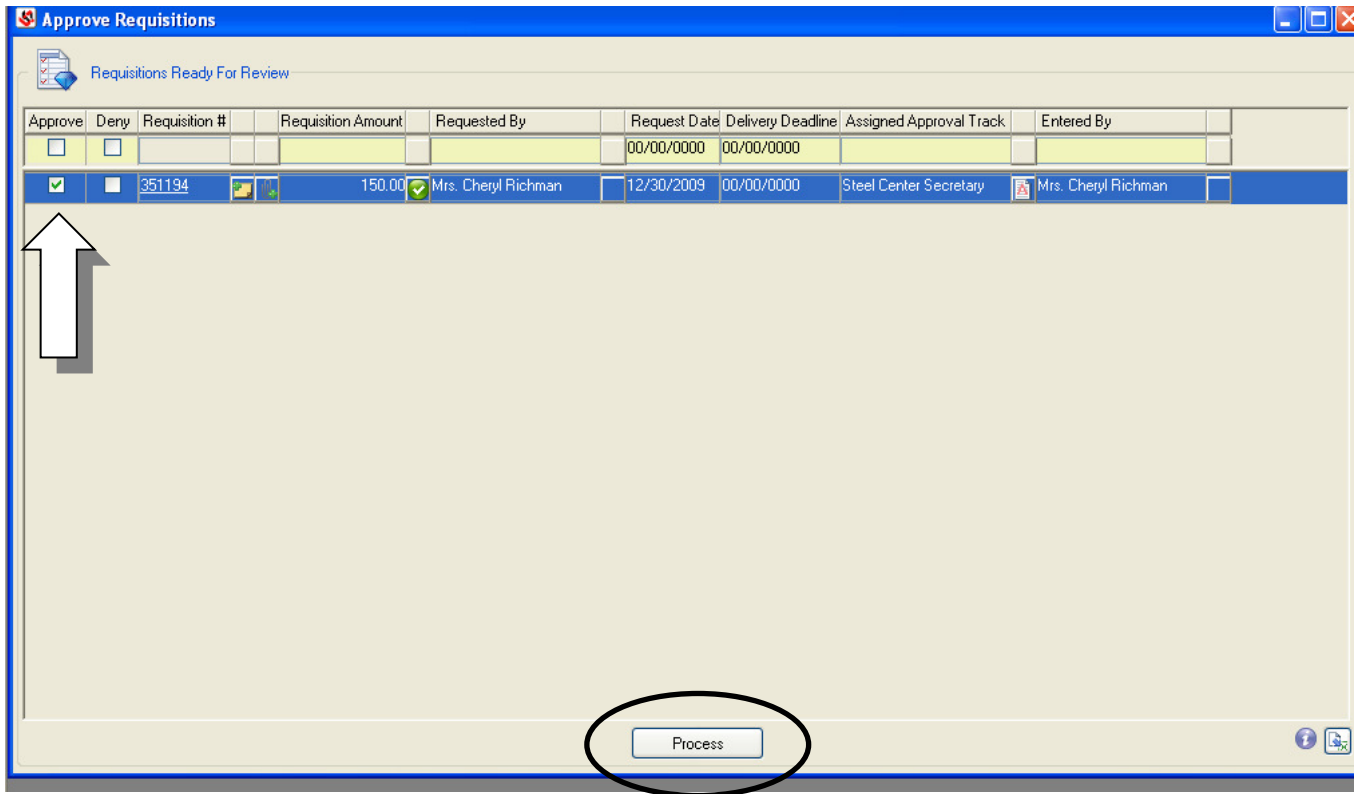 Approve Requisitions
Requisitions Ready For Review
Approve Deny Requisition # Requisition Amount Requested By Request Date Delivery Deadline Assigned Approval Track Entered By
00/00/0000 00/00/0000
351194 150.00 Mrs. Cheryl Richman 12/30/2009 00/00/0000 Steel Center Secretary Mrs. Cheryl Richman
Process